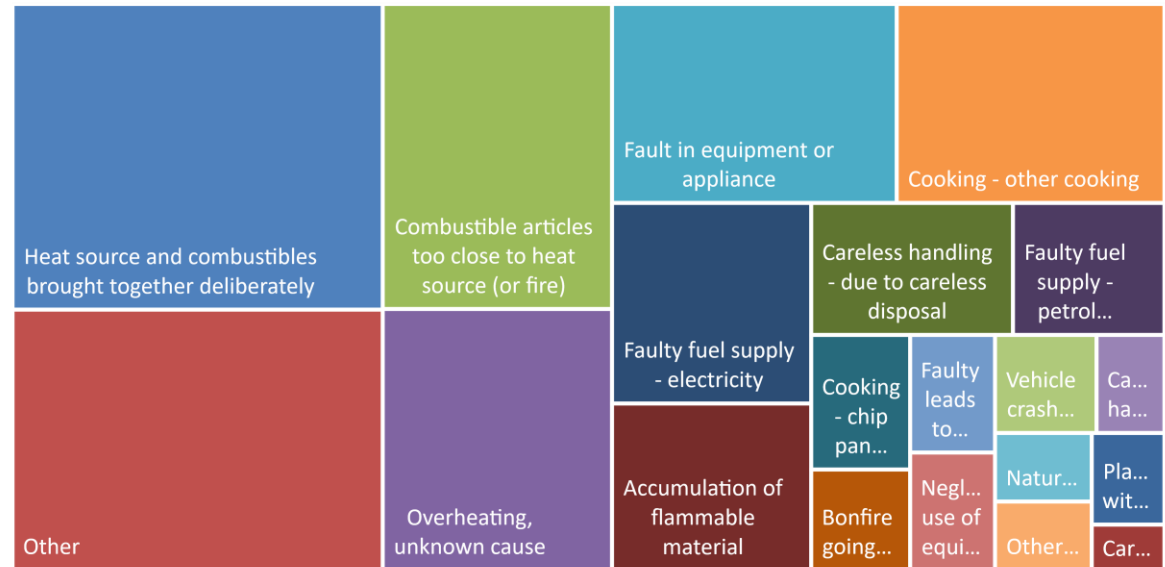 Heat source and combustibles
brought together deliberately
Other
Combustible articles
too close to heat
source (or fire)
Overheating,
unknown cause
Fault in equipment or
appliance
Cooking - other cooking
Faulty fuel supply
- electricity
Accumulation of
flammable
material
Careless handling
- due to careless
disposal
Faulty fuel
supply -
petrol...
Cooking
- chip
pan...
Bonfire
going...
Faulty
leads
to...
Negl...
use of
equi...
Vehicle
crash...
Ca...
ha...
Natur...
Other...
Pla...
wit...
Car...